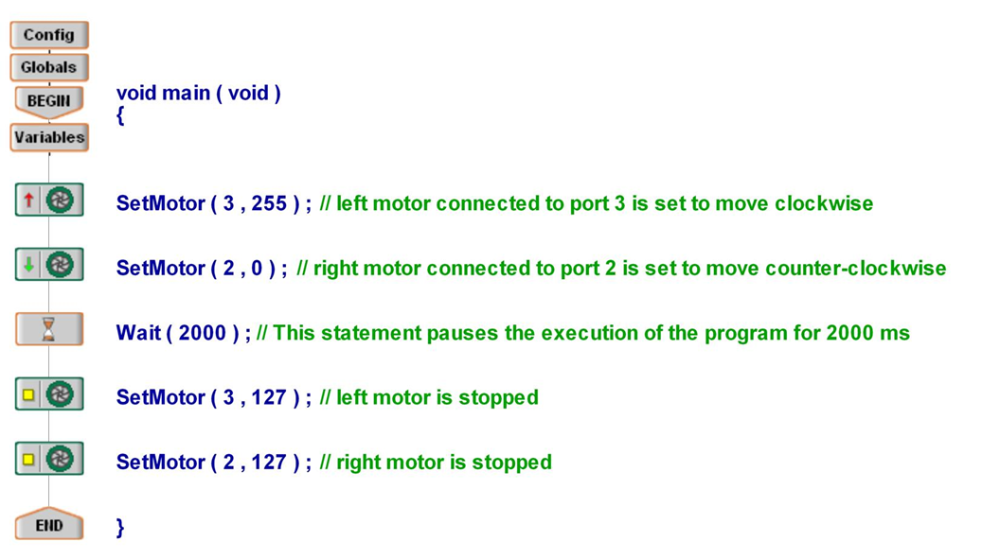 Config
Globals
BEGIN
void main ( void )
{
Variables
SetMotor ( 3 , 255 ) ; // left motor connected to port 3 is set to move clockwise
SetMotor ( 2 , 0 ) ; // right motor connected to port 2 is set to move counter-clockwise
Wait ( 2000 ) ; // This statement pauses the execution of the program for 2000 ms
SetMotor ( 3 , 127 ) ; // left motor is stopped
SetMotor ( 2 , 127 ) ; // right motor is stopped
END
}